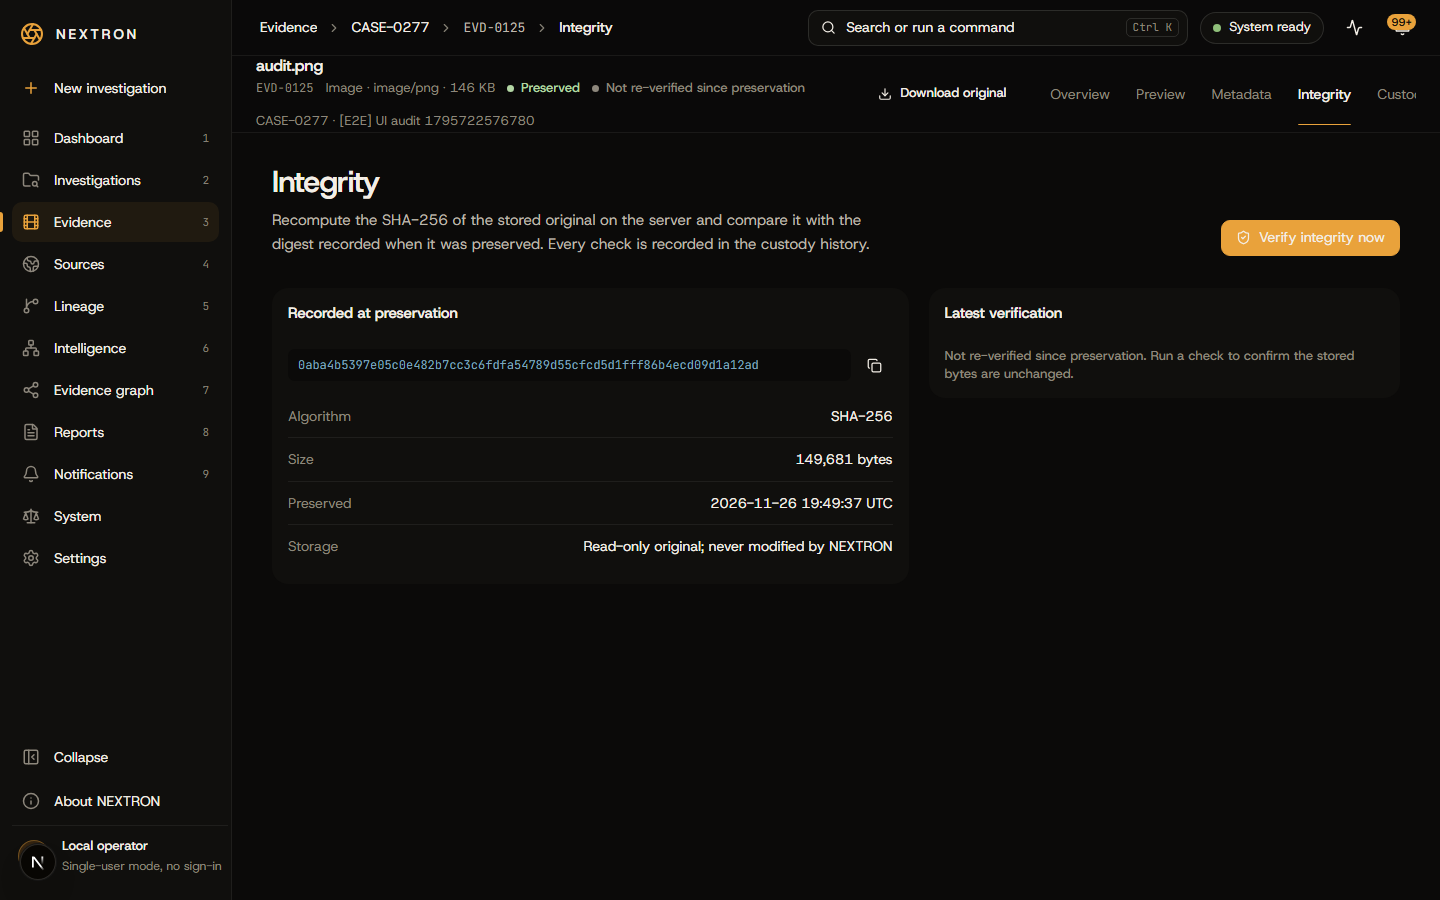 NEXTRON
New investigation
Dashboard 1
Investigations 2
Evidence 3
Sources 4
Lineage 5
Intelligence 6
Evidence graph 7
Reports 8
Notifications 9
System
Settings
Collapse
About NEXTRON
Local operator
Single-user mode, no sign-in
N
Evidence > CASE-0277 > EVD-0125 > Integrity
Search or run a command Ctrl K
System ready
99+
audit.png
EVD-0125 Image · image/png · 146 KB Preserved Not re-verified since preservation
CASE-0277 · [E2E] UI audit 1795722576780
Download original
Overview Preview Metadata Integrity Custo
Integrity
Recompute the SHA-256 of the stored original on the server and compare it with the
digest recorded when it was preserved. Every check is recorded in the custody history.
Verify integrity now
Recorded at preservation
0aba4b5397e05c0e482b7cc3c6fdfa54789d55cfcd5d1fff86b4ecd09d1a12ad
Algorithm SHA-256
Size 149,681 bytes
Preserved 2026-11-26 19:49:37 UTC
Storage Read-only original; never modified by NEXTRON
Latest verification
Not re-verified since preservation. Run a check to confirm the stored
bytes are unchanged.